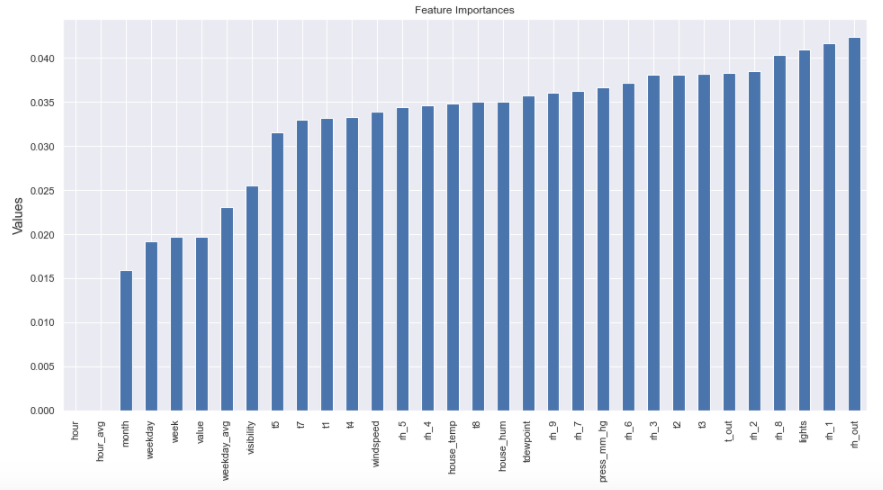 Feature Importances
Values
0.040
0.035
0.030
0.025
0.020
0.015
0.010
0.005
0.000
hour
hour_avg
month
weekday
week
value
weekday_avg
visibility
t5
t7
t1
t4
windspeed
rh_5
rh_4
house_temp
t8
house_hum
tdewpoint
rh_9
rh_7
press_mm_hg
rh_6
rh_3
t2
t3
t_out
rh_2
rh_8
lights
rh_1
rh_out